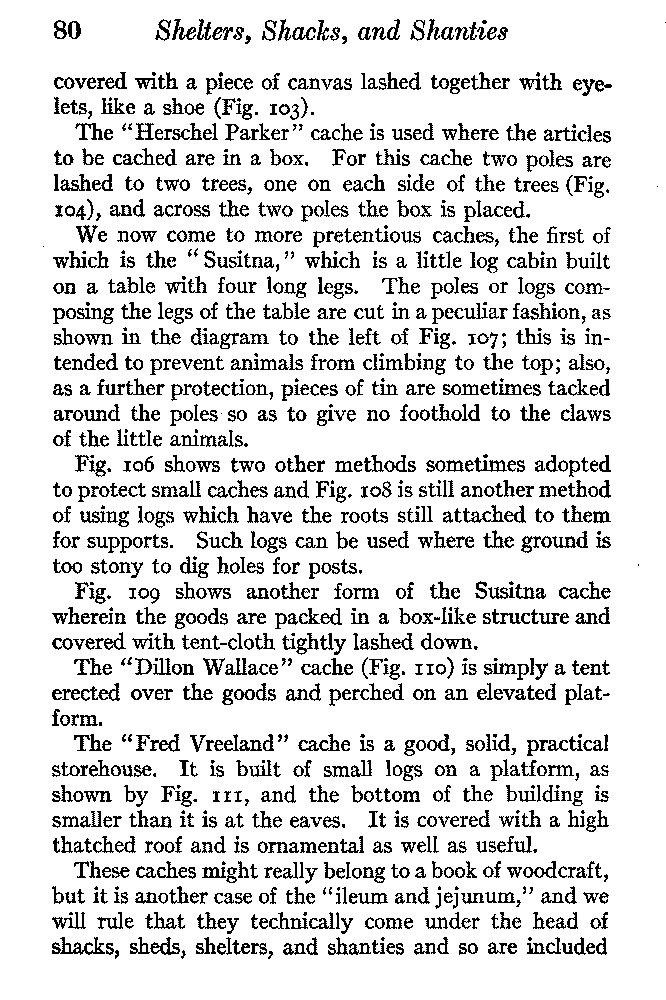 80 Shelters, Shacks, and Shanties
covered with a piece of canvas lashed together with eye-
lets, like a shoe (Fig. 103).
The "Herschel Parker" cache is used where the articles
to be cached are in a box. For this cache two poles are
lashed to two trees, one on each side of the trees (Fig.
104), and across the two poles the box is placed.
We now come to more pretentious caches, the first of
which is the "Susitna," which is a little log cabin built
on a table with four long legs. The poles or logs com-
posing the legs of the table are cut in a peculiar fashion, as
shown in the diagram to the left of Fig. 107; this is in-
tended to prevent animals from climbing to the top; also,
as a further protection, pieces of tin are sometimes tacked
around the poles so as to give no foothold to the claws
of the little animals.
Fig. 106 shows two other methods sometimes adopted
to protect small caches and Fig. 108 is still another method
of using logs which have the roots still attached to them
for supports. Such logs can be used where the ground is
too stony to dig holes for posts.
Fig. 109 shows another form of the Susitna cache
wherein the goods are packed in a box-like structure and
covered with tent-cloth tightly lashed down.
The "Dillon Wallace" cache (Fig. 110) is simply a tent
erected over the goods and perched on an elevated plat-
form.
The "Fred Vreeland" cache is a good, solid, practical
storehouse. It is built of small logs on a platform, as
shown by Fig. 111, and the bottom of the building is
smaller than it is at the eaves. It is covered with a high
thatched roof and is ornamental as well as useful.
These caches might really belong to a book of woodcraft,
but it is another case of the "ileum and jejunum," and we
will rule that they technically come under the head of
shacks, sheds, shelters, and shanties and so are included